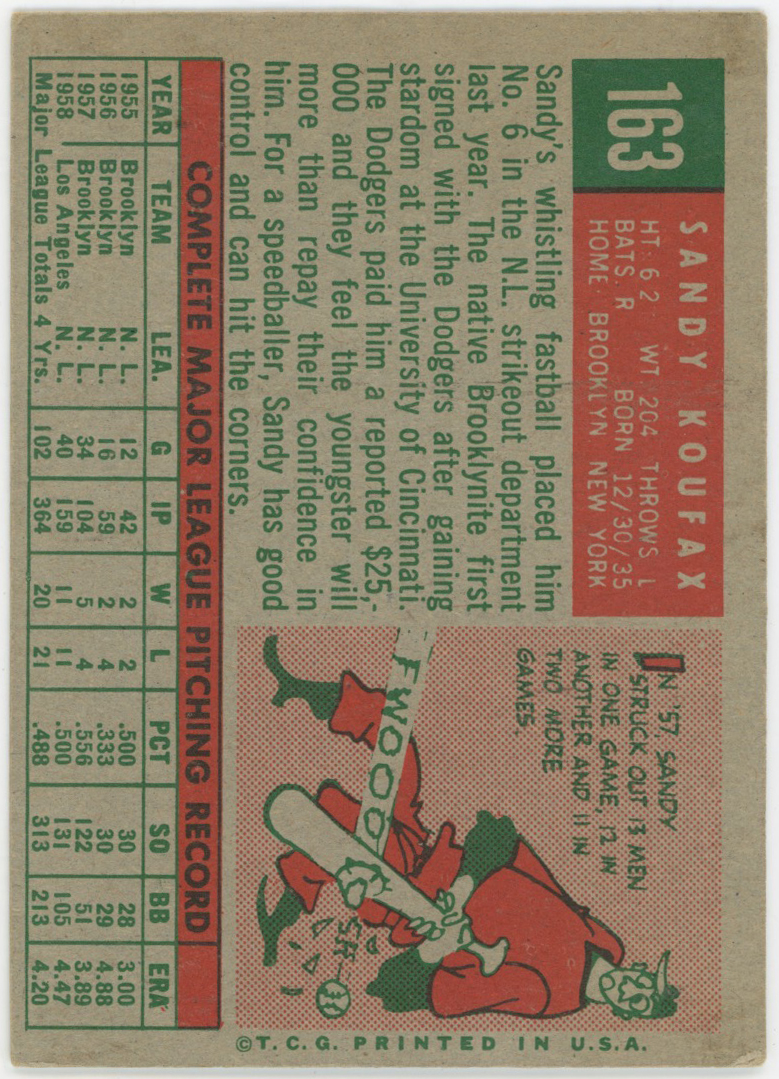 163
SANDY KOUFAX
HT: 6'2" WT: 204 THROWS L
BATS: R BORN 12/30/35
HOME: BROOKLYN NEW YORK
Sandy's whistling fastball placed him
No. 6 in the N.L. strikeout department
last year. The native Brooklynite first
signed with the Dodgers after gaining
stardom at the University of Cincinnati.
The Dodgers paid him a reported $25,-
000 and they feel the youngster will
more than repay their confidence in
him. For a speedballer, Sandy has good
control and can hit the corners.
IN '57, SANDY
STRUCK OUT 13 MEN
IN ONE GAME, 12 IN
ANOTHER AND 11 IN
TWO MORE
GAMES.
FWOOO
COMPLETE MAJOR LEAGUE PITCHING RECORD
YEAR TEAM LEA. G IP W L PCT SO BB ERA
1955 Brooklyn N. L. 12 42 2 2 .500 30 28 3.00
1956 Brooklyn N. L. 16 59 2 4 .333 30 29 4.88
1957 Brooklyn N. L. 34 104 5 4 .556 122 51 3.89
1958 Los Angeles N. L. 40 159 11 11 .500 131 105 4.47
Major League Totals 4 Yrs. 102 364 20 21 .488 313 213 4.20
©T. C. G. PRINTED IN U.S.A.